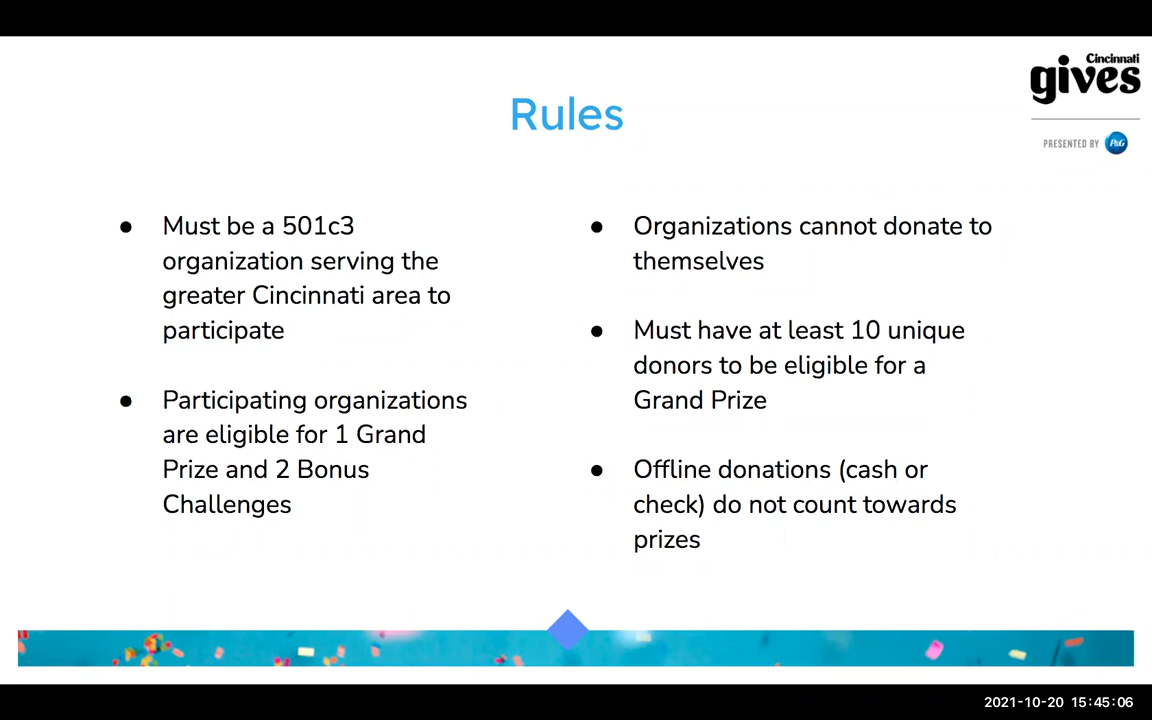 Cincinnati
gives
PRESENTED BY P&G
Rules
● Must be a 501c3
organization serving the
greater Cincinnati area to
participate
● Participating organizations
are eligible for 1 Grand
Prize and 2 Bonus
Challenges
● Organizations cannot donate to
themselves
● Must have at least 10 unique
donors to be eligible for a
Grand Prize
● Offline donations (cash or
check) do not count towards
prizes
2021-10-20 15:45:06